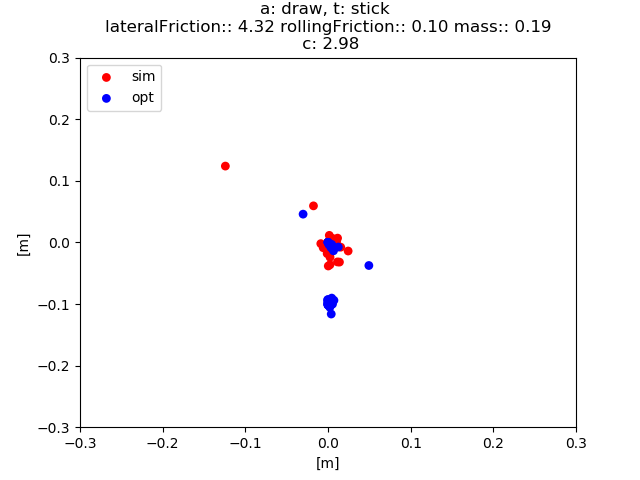 a: draw, t: stick
lateralFriction:: 4.32 rollingFriction:: 0.10 mass:: 0.19
c: 2.98
sim
opt
0.3
0.2
0.1
0.0
−0.1
−0.2
−0.3
[m]
−0.3
−0.2
−0.1
0.0
0.1
0.2
0.3
[m]